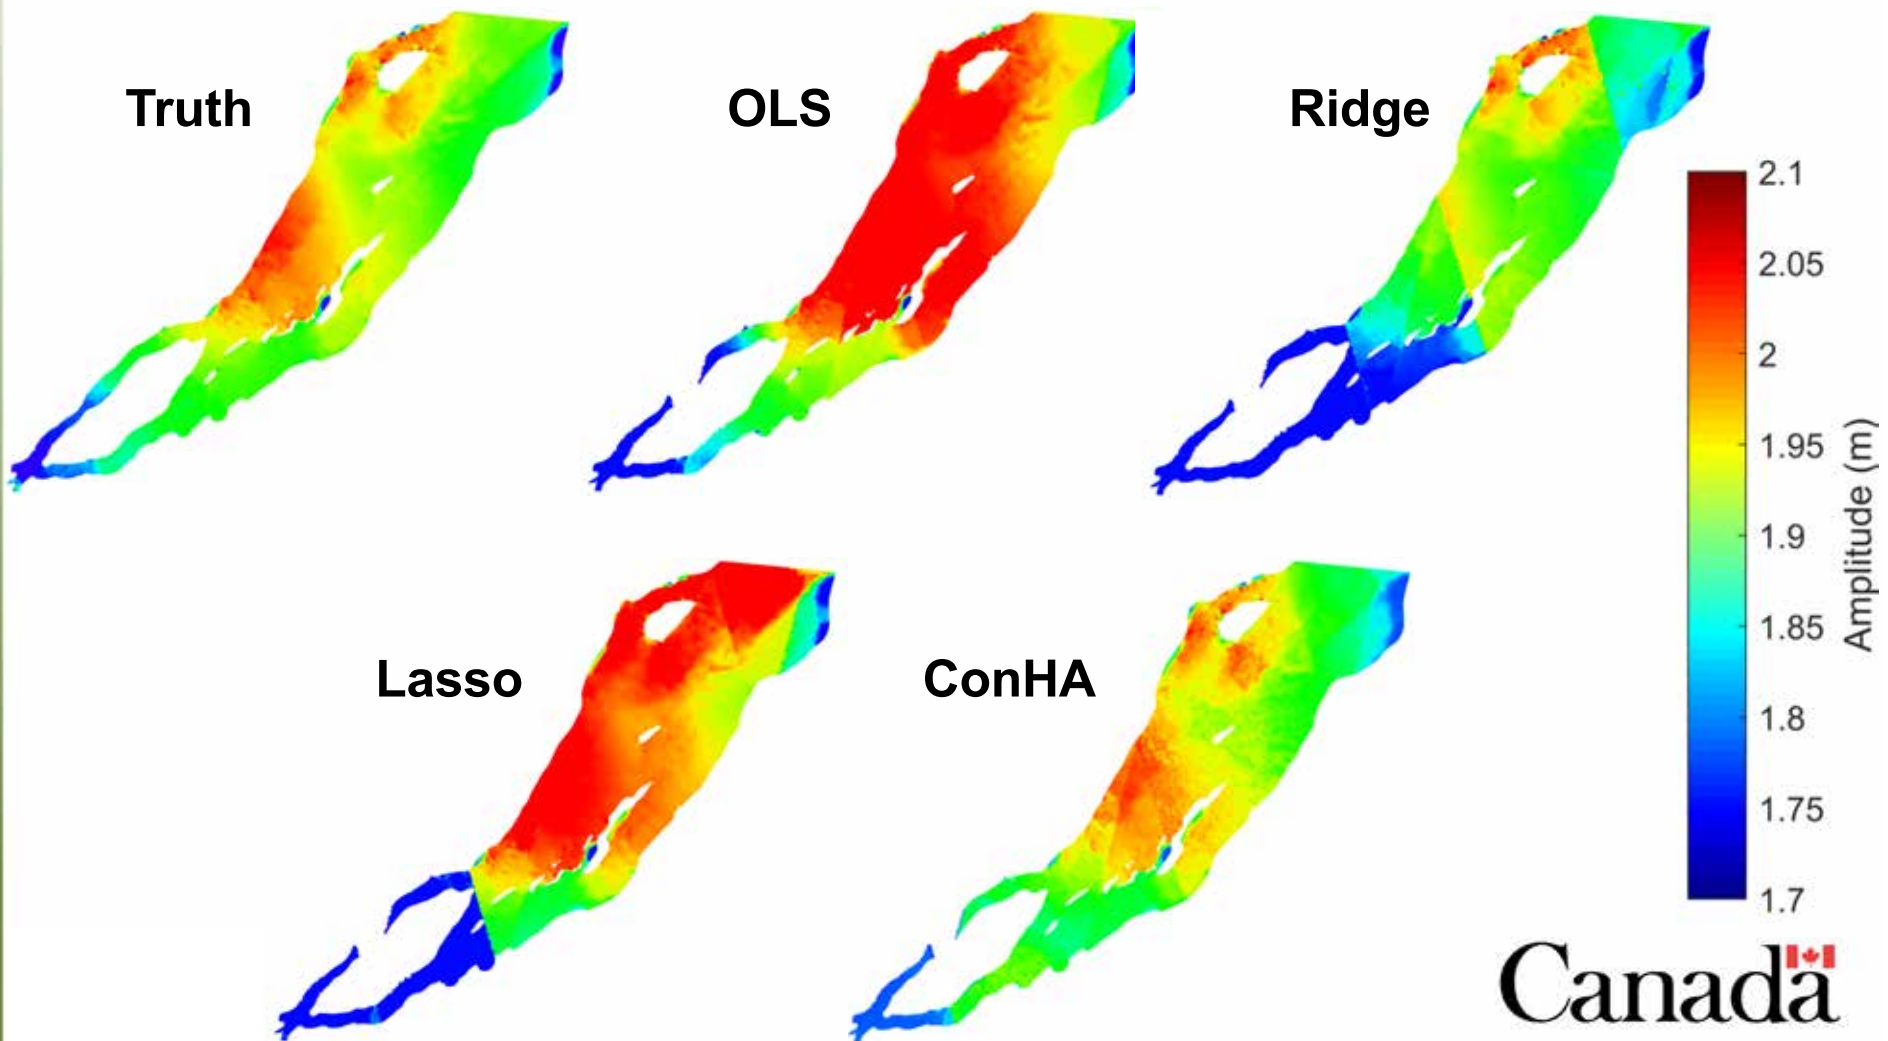 Truth
OLS
Ridge
2.1
2.05
2
1.95
1.9
1.85
1.8
1.75
1.7
Amplitude (m)
Lasso
ConHA
Canada